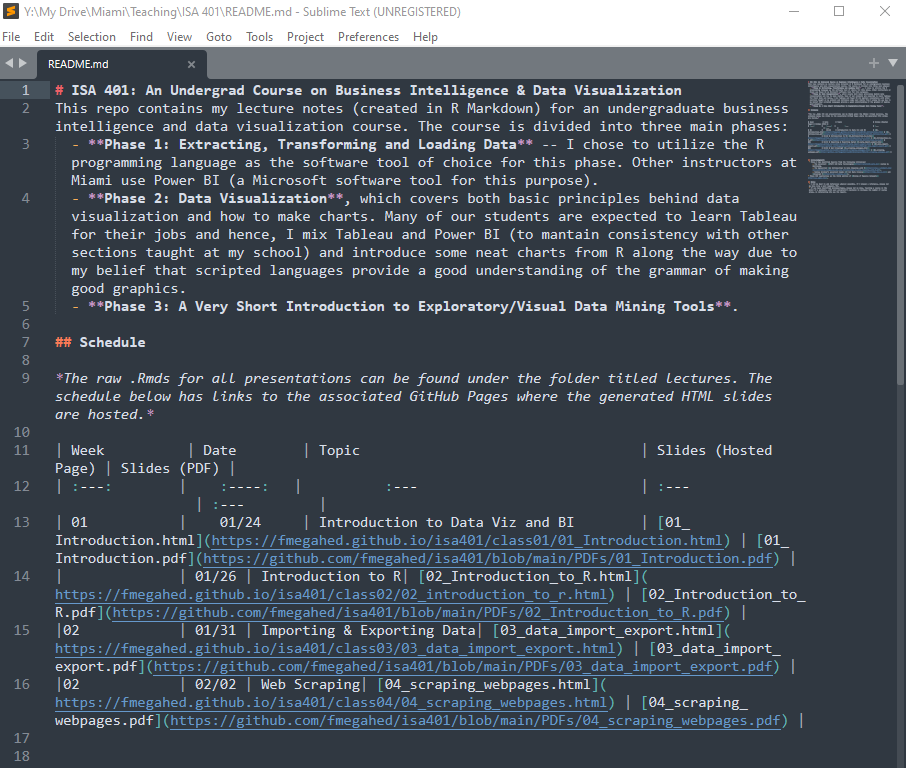 Y:\My Drive\Miami\Teaching\ISA 401\README.md - Sublime Text (UNREGISTERED)
File Edit Selection Find View Goto Tools Project Preferences Help
README.md
1 # ISA 401: An Undergrad Course on Business Intelligence & Data Visualization
2 This repo contains my lecture notes (created in R Markdown) for an undergraduate business
intelligence and data visualization course. The course is divided into three main phases:
3 - **Phase 1: Extracting, Transforming and Loading Data** -- I chose to utilize the R
programming language as the software tool of choice for this phase. Other instructors at
Miami use Power BI (a Microsoft software tool for this purpose).
4 - **Phase 2: Data Visualization**, which covers both basic principles behind data
visualization and how to make charts. Many of our students are expected to learn Tableau
for their jobs and hence, I mix Tableau and Power BI (to mantain consistency with other
sections taught at my school) and introduce some neat charts from R along the way due to
my belief that scripted languages provide a good understanding of the grammar of making
good graphics.
5 - **Phase 3: A Very Short Introduction to Exploratory/Visual Data Mining Tools**.
6
7 ## Schedule
8
9 *The raw .Rmds for all presentations can be found under the folder titled lectures. The
schedule below has links to the associated GitHub Pages where the generated HTML slides
are hosted.*
10
11 | Week | Date | Topic | Slides (Hosted
Page) | Slides (PDF) |
12 | :---: | :----: | :--- | :---
| :--- |
13 | 01 | 01/24 | Introduction to Data Viz and BI | [01_
Introduction.html](https://fmegahed.github.io/isa401/class01/01_Introduction.html) | [01_
Introduction.pdf](https://github.com/fmegahed/isa401/blob/main/PDFs/01_Introduction.pdf) |
14 | | 01/26 | Introduction to R| [02_Introduction_to_R.html](
https://fmegahed.github.io/isa401/class02/02_introduction_to_r.html) | [02_Introduction_to_
R.pdf](https://github.com/fmegahed/isa401/blob/main/PDFs/02_Introduction_to_R.pdf) |
15 |02 | 01/31 | Importing & Exporting Data| [03_data_import_export.html](
https://fmegahed.github.io/isa401/class03/03_data_import_export.html) | [03_data_import_
export.pdf](https://github.com/fmegahed/isa401/blob/main/PDFs/03_data_import_export.pdf) |
16 |02 | 02/02 | Web Scraping| [04_scraping_webpages.html](
https://fmegahed.github.io/isa401/class04/04_scraping_webpages.html) | [04_scraping_
webpages.pdf](https://github.com/fmegahed/isa401/blob/main/PDFs/04_scraping_webpages.pdf) |
17
18